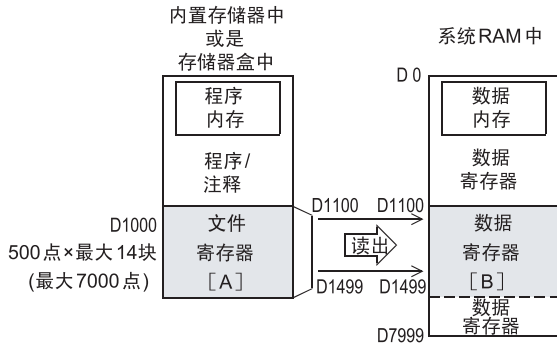 内置存储器中
或是
存储器盒中
系统RAM中
D 0
程序
内存
数据
内存
程序/
注释
数据
寄存器
D1000
500点×最大14块
(最大7000点)
文件
寄存器
[A]
D1100
D1100
读出
D1499
D1499
数据
寄存器
[B]
数据
寄存器
D7999